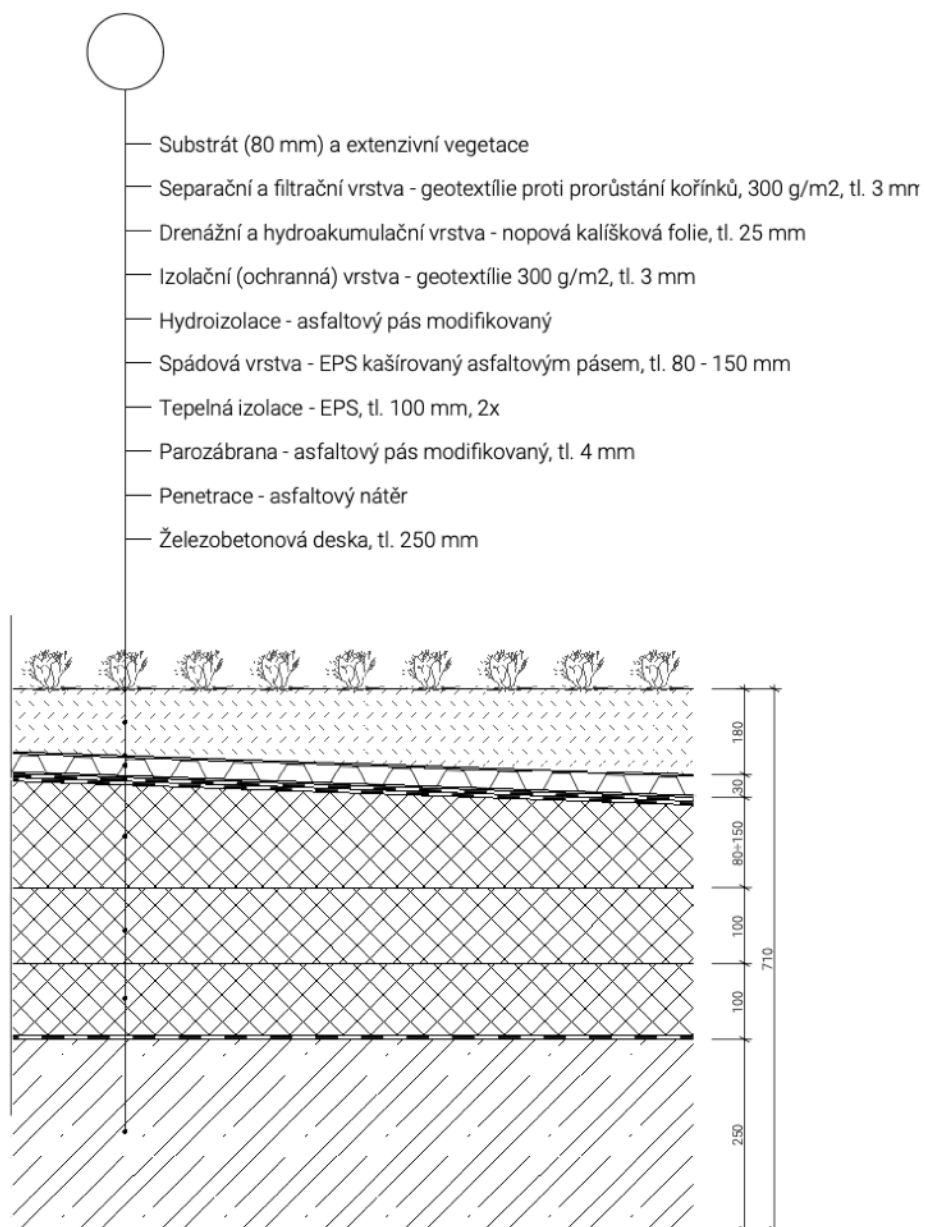 Substrát (80 mm) a extenzivní vegetace
Separační a filtrační vrstva - geotextílie proti prorůstání kořínků, 300 g/m2, tl. 3 mm
Drenážní a hydroakumulační vrstva - nopová kalíšková folie, tl. 25 mm
Izolační (ochranná) vrstva - geotextílie 300 g/m2, tl. 3 mm
Hydroizolace - asfaltový pás modifikovaný
Spádová vrstva - EPS kašírovaný asfaltovým pásem, tl. 80 - 150 mm
Tepelná izolace - EPS, tl. 100 mm, 2x
Parozábrana - asfaltový pás modifikovaný, tl. 4 mm
Penetrace - asfaltový nátěr
Železobetonová deska, tl. 250 mm
180
30
80÷150
100
710
100
250